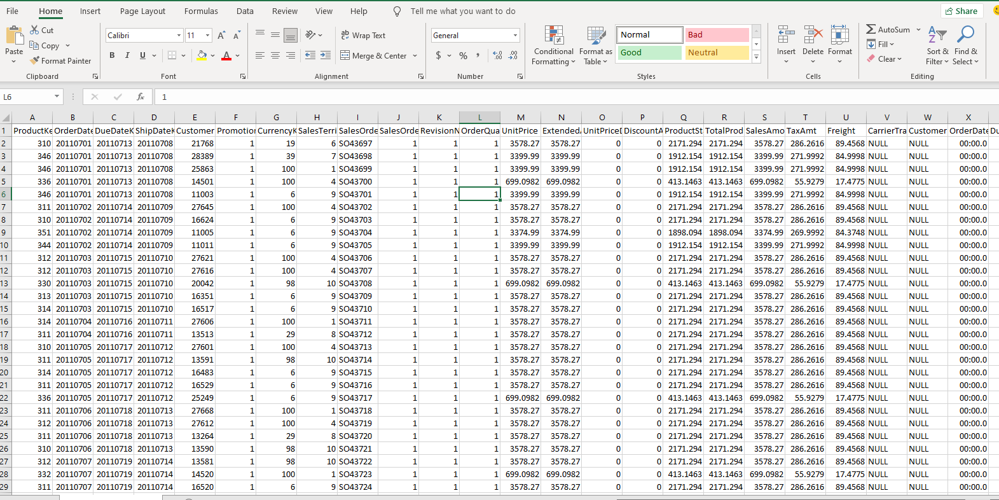 File Home Insert Page Layout Formulas Data Review View Help Tell me what you want to do Share
Paste Cut Copy Format Painter Clipboard
Calibri 11 A A B I U A Font
ab Wrap Text Merge & Center Alignment
General $ % , Number
Conditional Formatting Format as Table Normal Bad Good Neutral Styles
Insert Delete Format Cells
AutoSum Fill Clear Sort & Filter Find & Select Editing
L6 fx 1
A B C D E F G H I J K L M N O P Q R S T U V W X
1 ProductKe OrderDate DueDateK ShipDateK Customer Promotion CurrencyK SalesTerri SalesOrde SalesOrde RevisionN OrderQua UnitPrice ExtendedA UnitPriceD DiscountA ProductSt TotalProd SalesAmo TaxAmt Freight CarrierTra Customer OrderDate Du
2 310 20110701 20110713 20110708 21768 1 19 6 SO43697 1 1 1 3578.27 3578.27 0 0 2171.294 2171.294 3578.27 286.2616 89.4568 NULL NULL 00:00.0
3 346 20110701 20110713 20110708 28389 1 39 7 SO43698 1 1 1 3399.99 3399.99 0 0 1912.154 1912.154 3399.99 271.9992 84.9998 NULL NULL 00:00.0
4 346 20110701 20110713 20110708 25863 1 100 1 SO43699 1 1 1 3399.99 3399.99 0 0 1912.154 1912.154 3399.99 271.9992 84.9998 NULL NULL 00:00.0
5 336 20110701 20110713 20110708 14501 1 100 4 SO43700 1 1 1 699.0982 699.0982 0 0 413.1463 413.1463 699.0982 55.9279 17.4775 NULL NULL 00:00.0
6 346 20110701 20110713 20110708 11003 1 6 9 SO43701 1 1 1 3399.99 3399.99 0 0 1912.154 1912.154 3399.99 271.9992 84.9998 NULL NULL 00:00.0
7 311 20110702 20110714 20110709 27645 1 100 4 SO43702 1 1 1 3578.27 3578.27 0 0 2171.294 2171.294 3578.27 286.2616 89.4568 NULL NULL 00:00.0
8 310 20110702 20110714 20110709 16624 1 6 9 SO43703 1 1 1 3578.27 3578.27 0 0 2171.294 2171.294 3578.27 286.2616 89.4568 NULL NULL 00:00.0
9 351 20110702 20110714 20110709 11005 1 6 9 SO43704 1 1 1 3374.99 3374.99 0 0 1898.094 1898.094 3374.99 269.9992 84.3748 NULL NULL 00:00.0
10 344 20110702 20110714 20110709 11011 1 6 9 SO43705 1 1 1 3399.99 3399.99 0 0 1912.154 1912.154 3399.99 271.9992 84.9998 NULL NULL 00:00.0
11 312 20110703 20110715 20110710 27621 1 100 4 SO43706 1 1 1 3578.27 3578.27 0 0 2171.294 2171.294 3578.27 286.2616 89.4568 NULL NULL 00:00.0
12 312 20110703 20110715 20110710 27616 1 100 4 SO43707 1 1 1 3578.27 3578.27 0 0 2171.294 2171.294 3578.27 286.2616 89.4568 NULL NULL 00:00.0
13 330 20110703 20110715 20110710 20042 1 98 10 SO43708 1 1 1 699.0982 699.0982 0 0 413.1463 413.1463 699.0982 55.9279 17.4775 NULL NULL 00:00.0
14 313 20110703 20110715 20110710 16351 1 6 9 SO43709 1 1 1 3578.27 3578.27 0 0 2171.294 2171.294 3578.27 286.2616 89.4568 NULL NULL 00:00.0
15 314 20110703 20110715 20110710 16517 1 6 9 SO43710 1 1 1 3578.27 3578.27 0 0 2171.294 2171.294 3578.27 286.2616 89.4568 NULL NULL 00:00.0
16 314 20110704 20110716 20110711 27606 1 100 1 SO43711 1 1 1 3578.27 3578.27 0 0 2171.294 2171.294 3578.27 286.2616 89.4568 NULL NULL 00:00.0
17 311 20110704 20110716 20110711 13513 1 29 8 SO43712 1 1 1 3578.27 3578.27 0 0 2171.294 2171.294 3578.27 286.2616 89.4568 NULL NULL 00:00.0
18 310 20110705 20110717 20110712 27601 1 100 4 SO43713 1 1 1 3578.27 3578.27 0 0 2171.294 2171.294 3578.27 286.2616 89.4568 NULL NULL 00:00.0
19 311 20110705 20110717 20110712 13591 1 98 10 SO43714 1 1 1 3578.27 3578.27 0 0 2171.294 2171.294 3578.27 286.2616 89.4568 NULL NULL 00:00.0
20 314 20110705 20110717 20110712 16483 1 6 9 SO43715 1 1 1 3578.27 3578.27 0 0 2171.294 2171.294 3578.27 286.2616 89.4568 NULL NULL 00:00.0
21 311 20110705 20110717 20110712 16529 1 6 9 SO43716 1 1 1 3578.27 3578.27 0 0 2171.294 2171.294 3578.27 286.2616 89.4568 NULL NULL 00:00.0
22 336 20110705 20110717 20110712 25249 1 6 9 SO43717 1 1 1 699.0982 699.0982 0 0 413.1463 413.1463 699.0982 55.9279 17.4775 NULL NULL 00:00.0
23 311 20110706 20110718 20110713 27668 1 100 1 SO43718 1 1 1 3578.27 3578.27 0 0 2171.294 2171.294 3578.27 286.2616 89.4568 NULL NULL 00:00.0
24 312 20110706 20110718 20110713 27612 1 100 4 SO43719 1 1 1 3578.27 3578.27 0 0 2171.294 2171.294 3578.27 286.2616 89.4568 NULL NULL 00:00.0
25 311 20110706 20110718 20110713 13264 1 29 8 SO43720 1 1 1 3578.27 3578.27 0 0 2171.294 2171.294 3578.27 286.2616 89.4568 NULL NULL 00:00.0
26 310 20110706 20110718 20110713 13590 1 98 10 SO43721 1 1 1 3578.27 3578.27 0 0 2171.294 2171.294 3578.27 286.2616 89.4568 NULL NULL 00:00.0
27 312 20110707 20110719 20110714 13581 1 98 10 SO43722 1 1 1 3578.27 3578.27 0 0 2171.294 2171.294 3578.27 286.2616 89.4568 NULL NULL 00:00.0
28 332 20110707 20110719 20110714 14520 1 100 1 SO43723 1 1 1 699.0982 699.0982 0 0 413.1463 413.1463 699.0982 55.9279 17.4775 NULL NULL 00:00.0
29 311 20110707 20110719 20110714 16520 1 6 9 SO43724 1 1 1 3578.27 3578.27 0 0 2171.294 2171.294 3578.27 286.2616 89.4568 NULL NULL 00:00.0